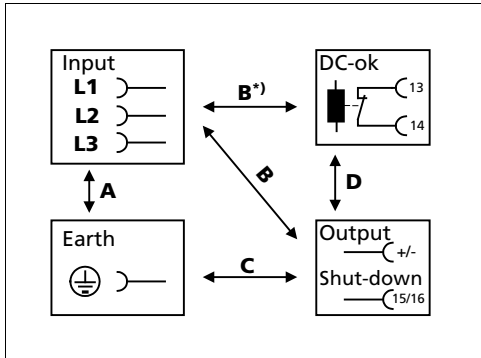 Input
L1
L2
L3
DC-ok
13
14
B*)
A
B
D
Earth
C
Output
+/-
Shut-down
15/16